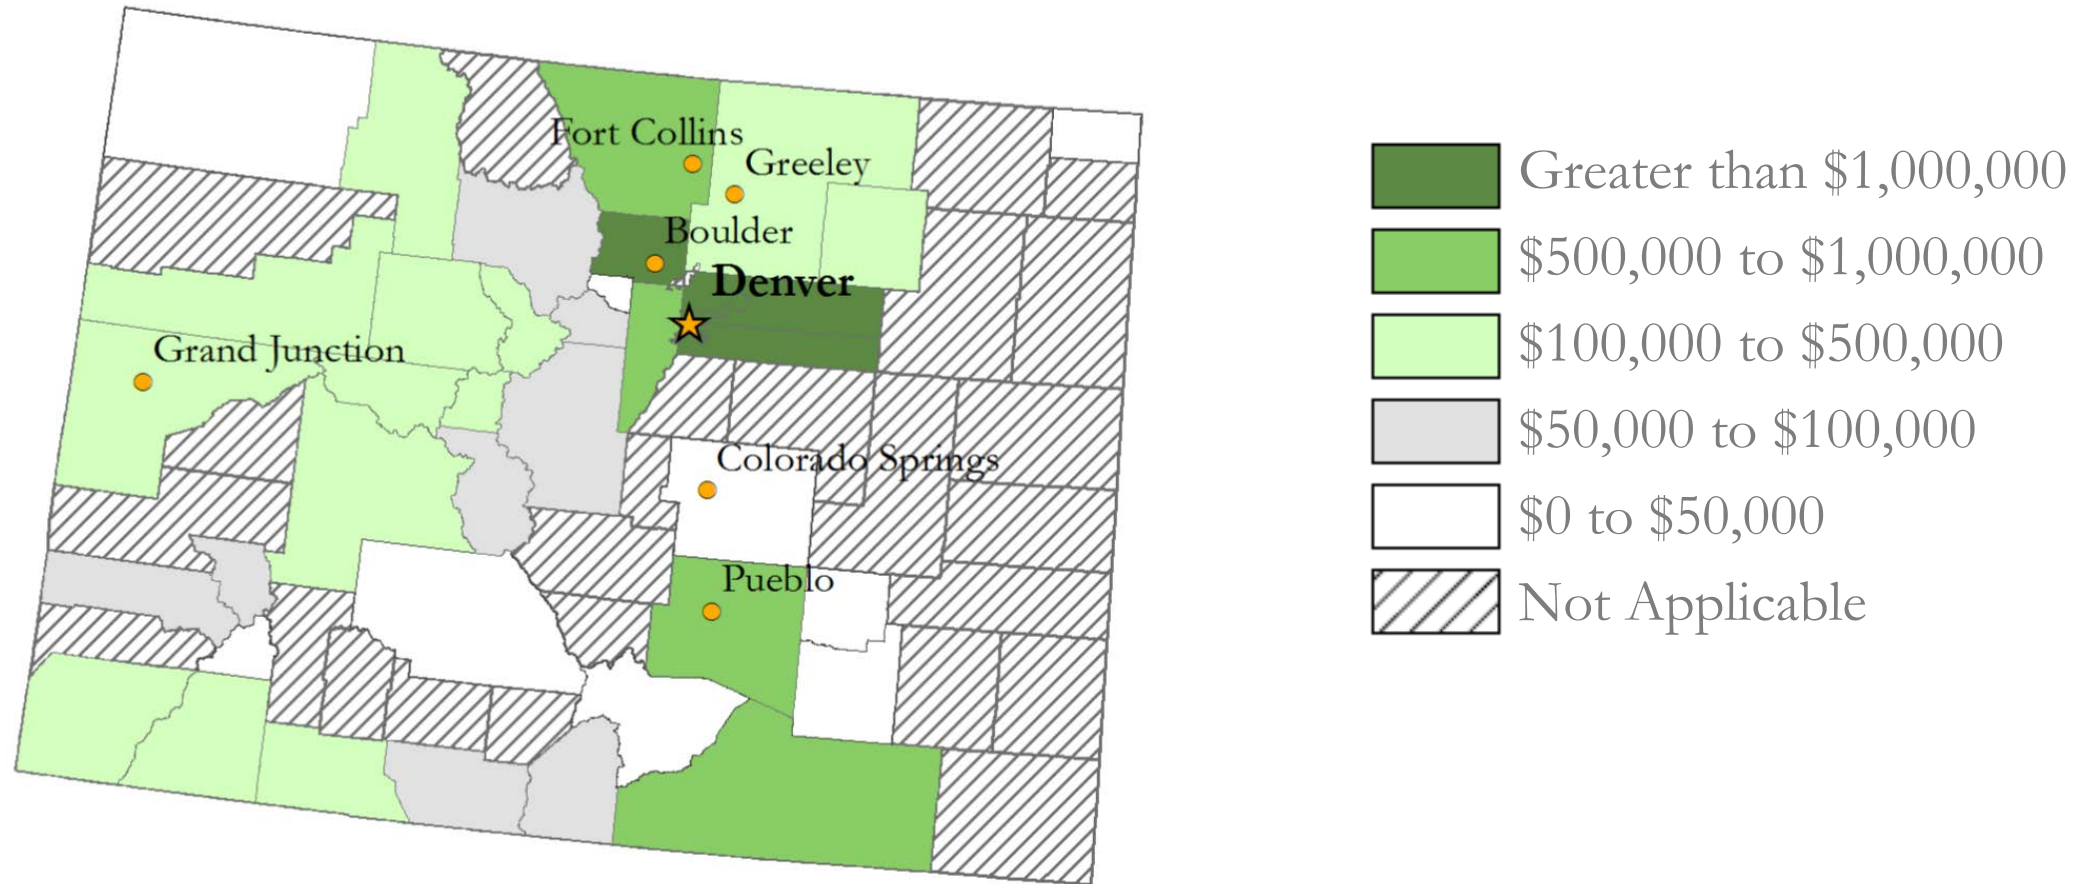 Fort Collins
Greeley
Boulder
Denver
Grand Junction
Colorado Springs
Pueblo
Greater than $1,000,000
$500,000 to $1,000,000
$100,000 to $500,000
$50,000 to $100,000
$0 to $50,000
Not Applicable